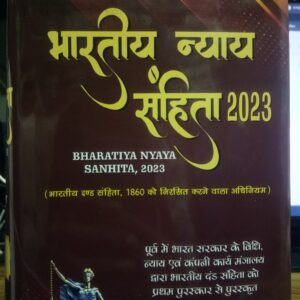 भारतीय न्याय
संहिता 2023
BHARATIYA NYAYA
SANHITA, 2023
(भारतीय दण्ड संहिता, 1860 को निरसित करने वाला अधिनियम)
पूर्व में भारत सरकार के विधि,
न्याय एवं कंपनी कार्य मंत्रालय
द्वारा भारतीय दंड संहिता को
प्रथम पुरस्कार से पुरस्कृत